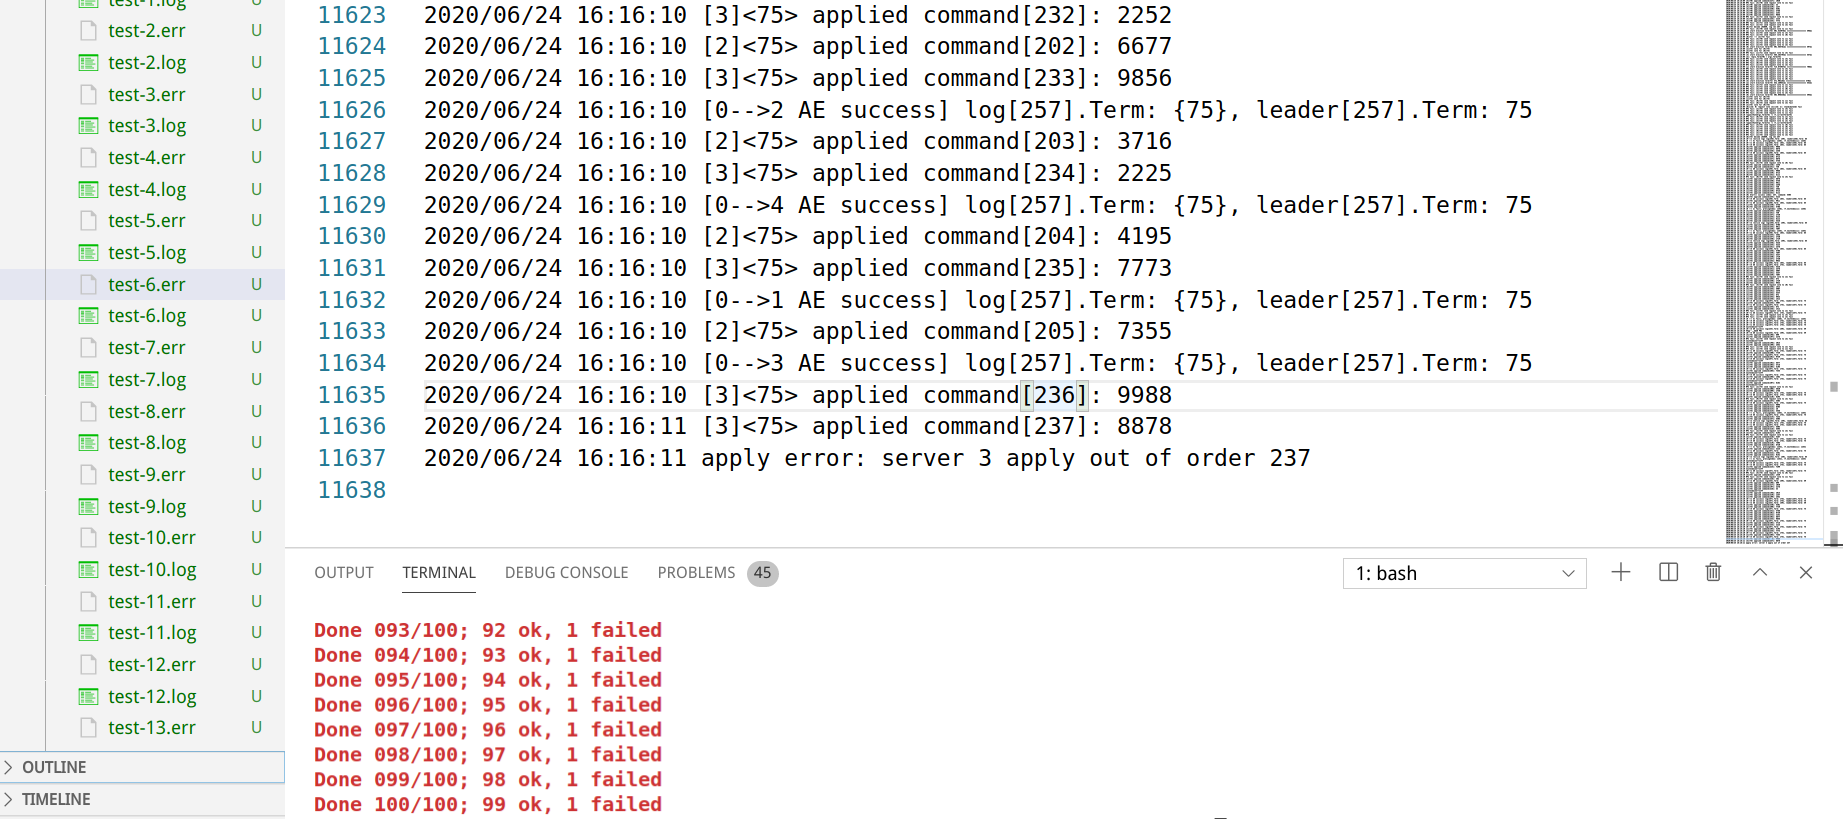 test-1.log
test-2.err U
test-2.log U
test-3.err U
test-3.log U
test-4.err U
test-4.log U
test-5.err U
test-5.log U
test-6.err U
test-6.log U
test-7.err U
test-7.log U
test-8.err U
test-8.log U
test-9.err U
test-9.log U
test-10.err U
test-10.log U
test-11.err U
test-11.log U
test-12.err U
test-12.log U
test-13.err U
OUTLINE
TIMELINE
11623 2020/06/24 16:16:10 [3]<75> applied command[232]: 2252
11624 2020/06/24 16:16:10 [2]<75> applied command[202]: 6677
11625 2020/06/24 16:16:10 [3]<75> applied command[233]: 9856
11626 2020/06/24 16:16:10 [0-->2 AE success] log[257].Term: {75}, leader[257].Term: 75
11627 2020/06/24 16:16:10 [2]<75> applied command[203]: 3716
11628 2020/06/24 16:16:10 [3]<75> applied command[234]: 2225
11629 2020/06/24 16:16:10 [0-->4 AE success] log[257].Term: {75}, leader[257].Term: 75
11630 2020/06/24 16:16:10 [2]<75> applied command[204]: 4195
11631 2020/06/24 16:16:10 [3]<75> applied command[235]: 7773
11632 2020/06/24 16:16:10 [0-->1 AE success] log[257].Term: {75}, leader[257].Term: 75
11633 2020/06/24 16:16:10 [2]<75> applied command[205]: 7355
11634 2020/06/24 16:16:10 [0-->3 AE success] log[257].Term: {75}, leader[257].Term: 75
11635 2020/06/24 16:16:10 [3]<75> applied command[236]: 9988
11636 2020/06/24 16:16:11 [3]<75> applied command[237]: 8878
11637 2020/06/24 16:16:11 apply error: server 3 apply out of order 237
11638
OUTPUT TERMINAL DEBUG CONSOLE PROBLEMS 45 1: bash
Done 093/100; 92 ok, 1 failed
Done 094/100; 93 ok, 1 failed
Done 095/100; 94 ok, 1 failed
Done 096/100; 95 ok, 1 failed
Done 097/100; 96 ok, 1 failed
Done 098/100; 97 ok, 1 failed
Done 099/100; 98 ok, 1 failed
Done 100/100; 99 ok, 1 failed